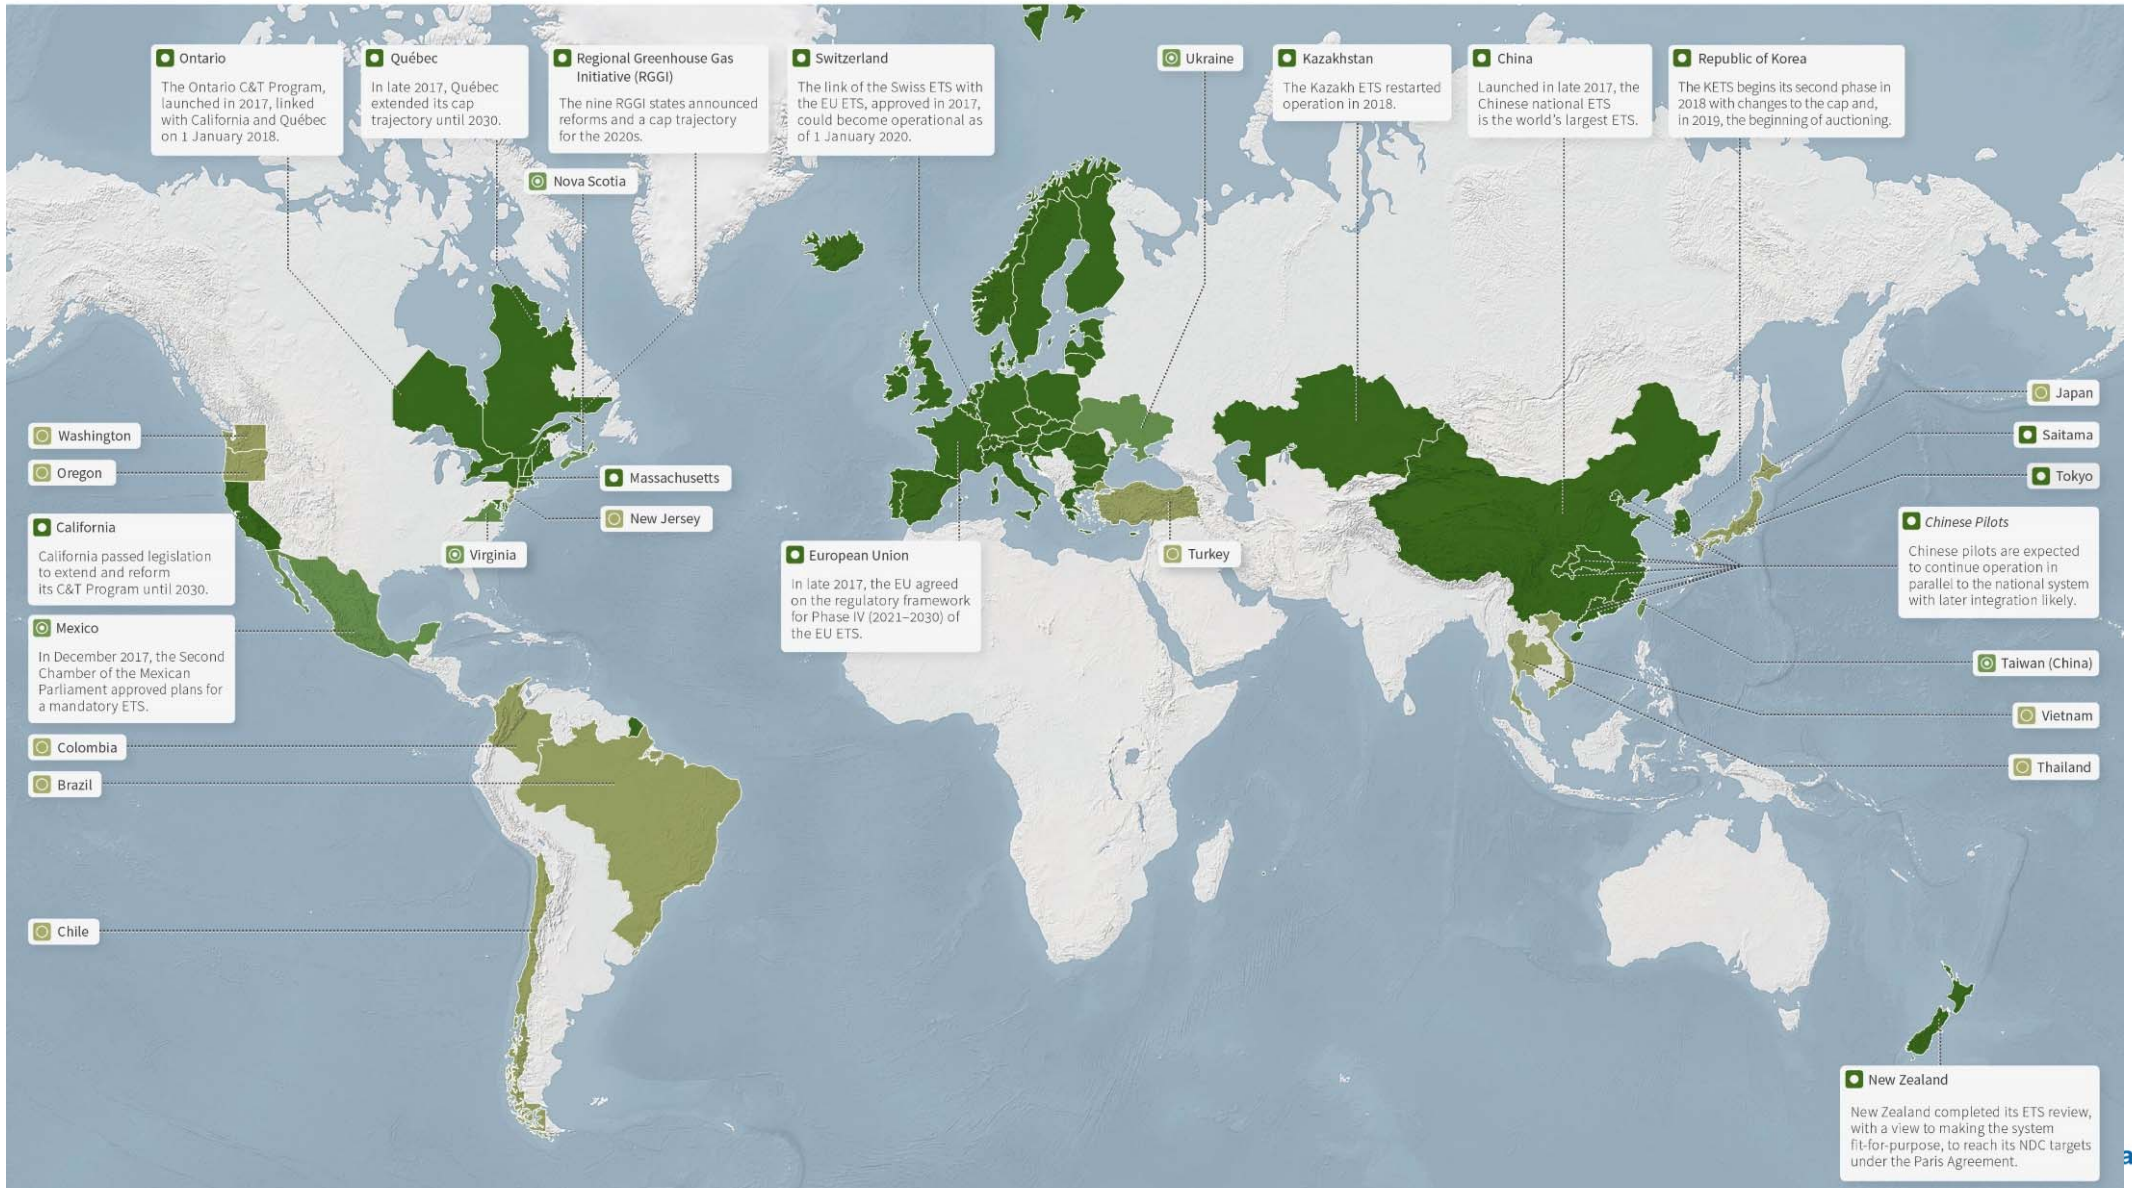 Ontario
The Ontario C&T Program,
launched in 2017, linked
with California and Québec
on 1 January 2018.
Québec
In late 2017, Québec
extended its cap
trajectory until 2030.
Regional Greenhouse Gas
Initiative (RGGI)
The nine RGGI states announced
reforms and a cap trajectory
for the 2020s.
Switzerland
The link of the Swiss ETS with
the EU ETS, approved in 2017,
could become operational as
of 1 January 2020.
Ukraine
Kazakhstan
The Kazakh ETS restarted
operation in 2018.
China
Launched in late 2017, the
Chinese national ETS
is the world's largest ETS.
Republic of Korea
The KETS begins its second phase in
2018 with changes to the cap and,
in 2019, the beginning of auctioning.
Nova Scotia
Washington
Oregon
California
California passed legislation
to extend and reform
its C&T Program until 2030.
Mexico
In December 2017, the Second
Chamber of the Mexican
Parliament approved plans for
a mandatory ETS.
Colombia
Brazil
Chile
Massachusetts
New Jersey
Virginia
European Union
In late 2017, the EU agreed
on the regulatory framework
for Phase IV (2021–2030) of
the EU ETS.
Turkey
Japan
Saitama
Tokyo
Chinese Pilots
Chinese pilots are expected
to continue operation in
parallel to the national system
with later integration likely.
Taiwan (China)
Vietnam
Thailand
New Zealand
New Zealand completed its ETS review,
with a view to making the system
fit-for-purpose, to reach its NDC targets
under the Paris Agreement.
a